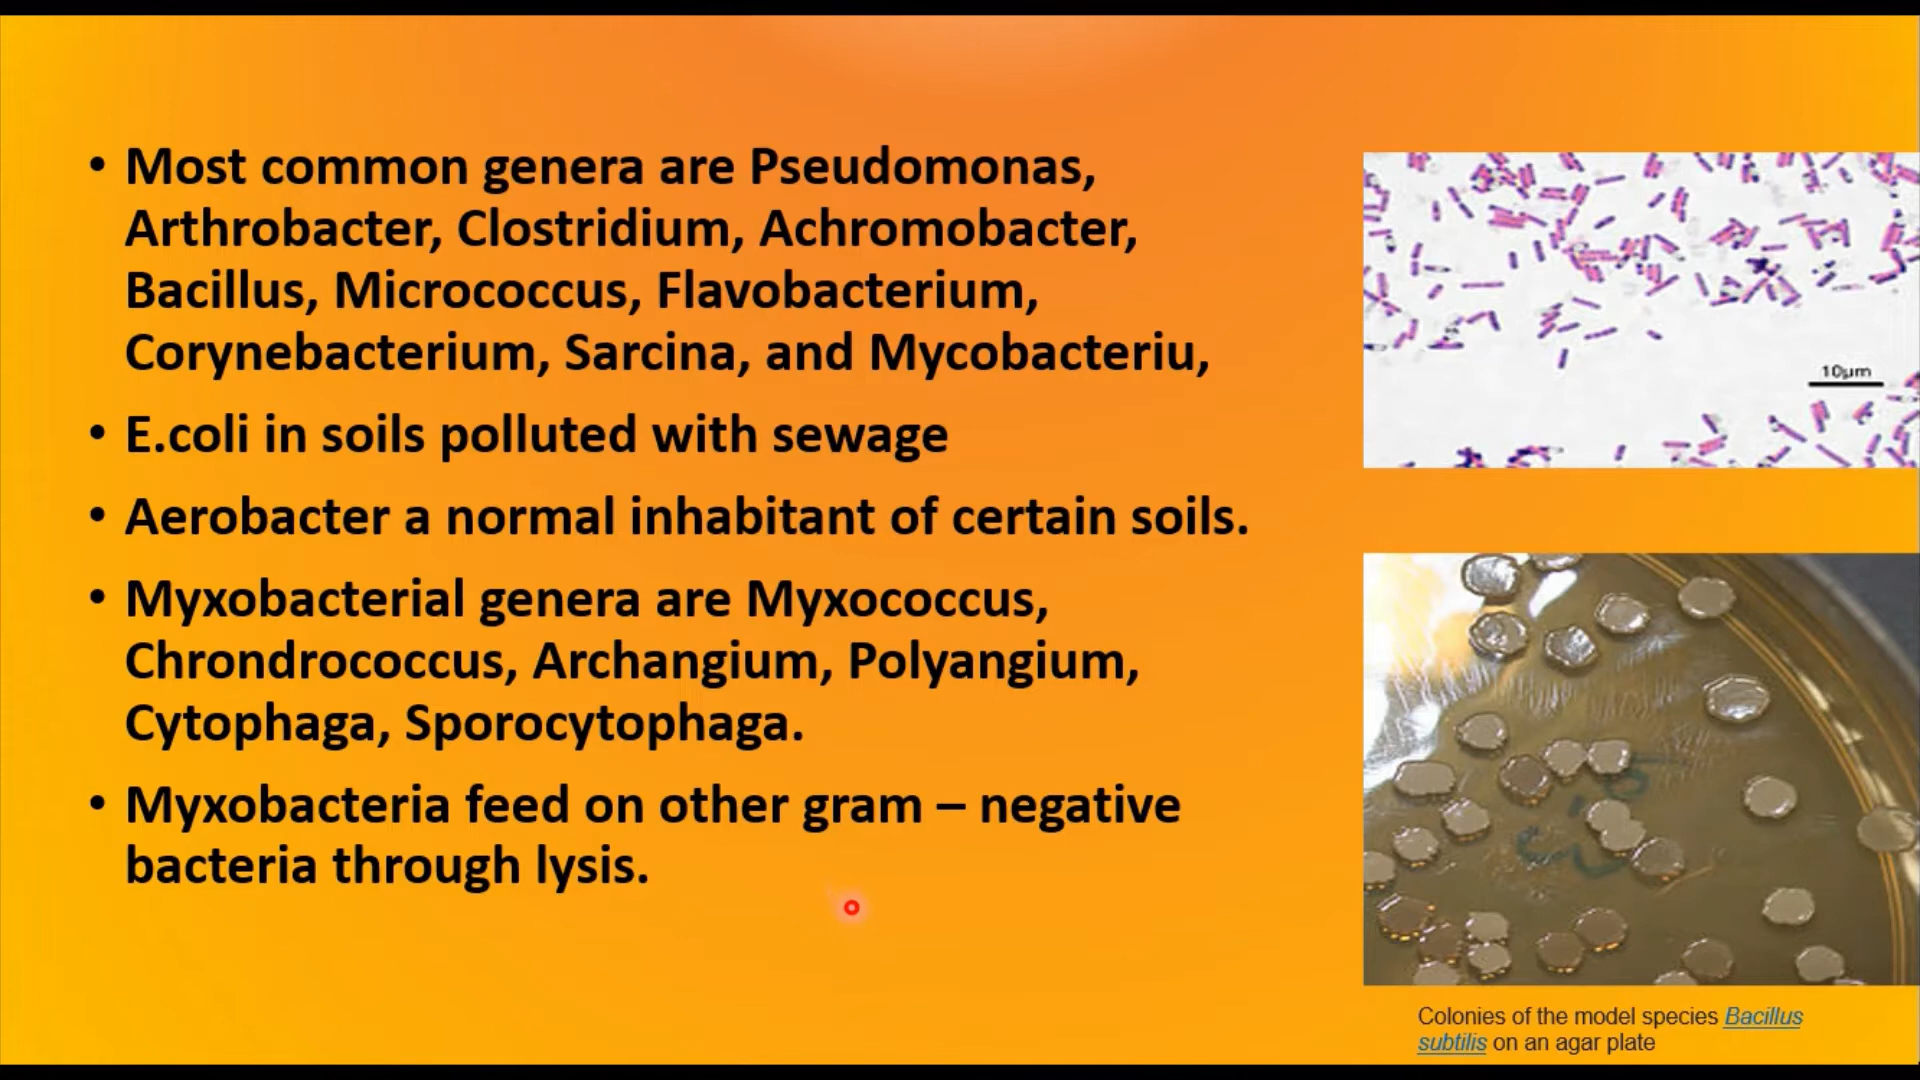 • Most common genera are Pseudomonas,
Arthrobacter, Clostridium, Achromobacter,
Bacillus, Micrococcus, Flavobacterium,
Corynebacterium, Sarcina, and Mycobacteriu,
• E.coli in soils polluted with sewage
• Aerobacter a normal inhabitant of certain soils.
• Myxobacterial genera are Myxococcus,
Chrondrococcus, Archangium, Polyangium,
Cytophaga, Sporocytophaga.
• Myxobacteria feed on other gram – negative
bacteria through lysis.
10µm
Colonies of the model species Bacillus
subtilis on an agar plate